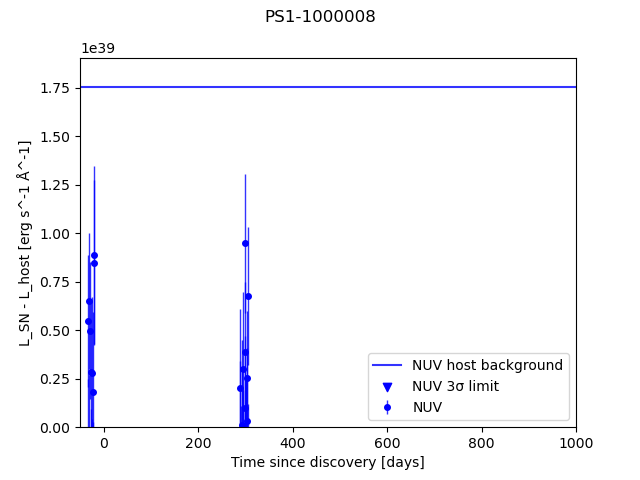 PS1-1000008
1e39
1.75
1.50
1.25
1.00
0.75
0.50
0.25
0.00
L_SN - L_host [erg s^-1 Å^-1]
NUV host background
NUV 3σ limit
NUV
0 200 400 600 800 1000
Time since discovery [days]